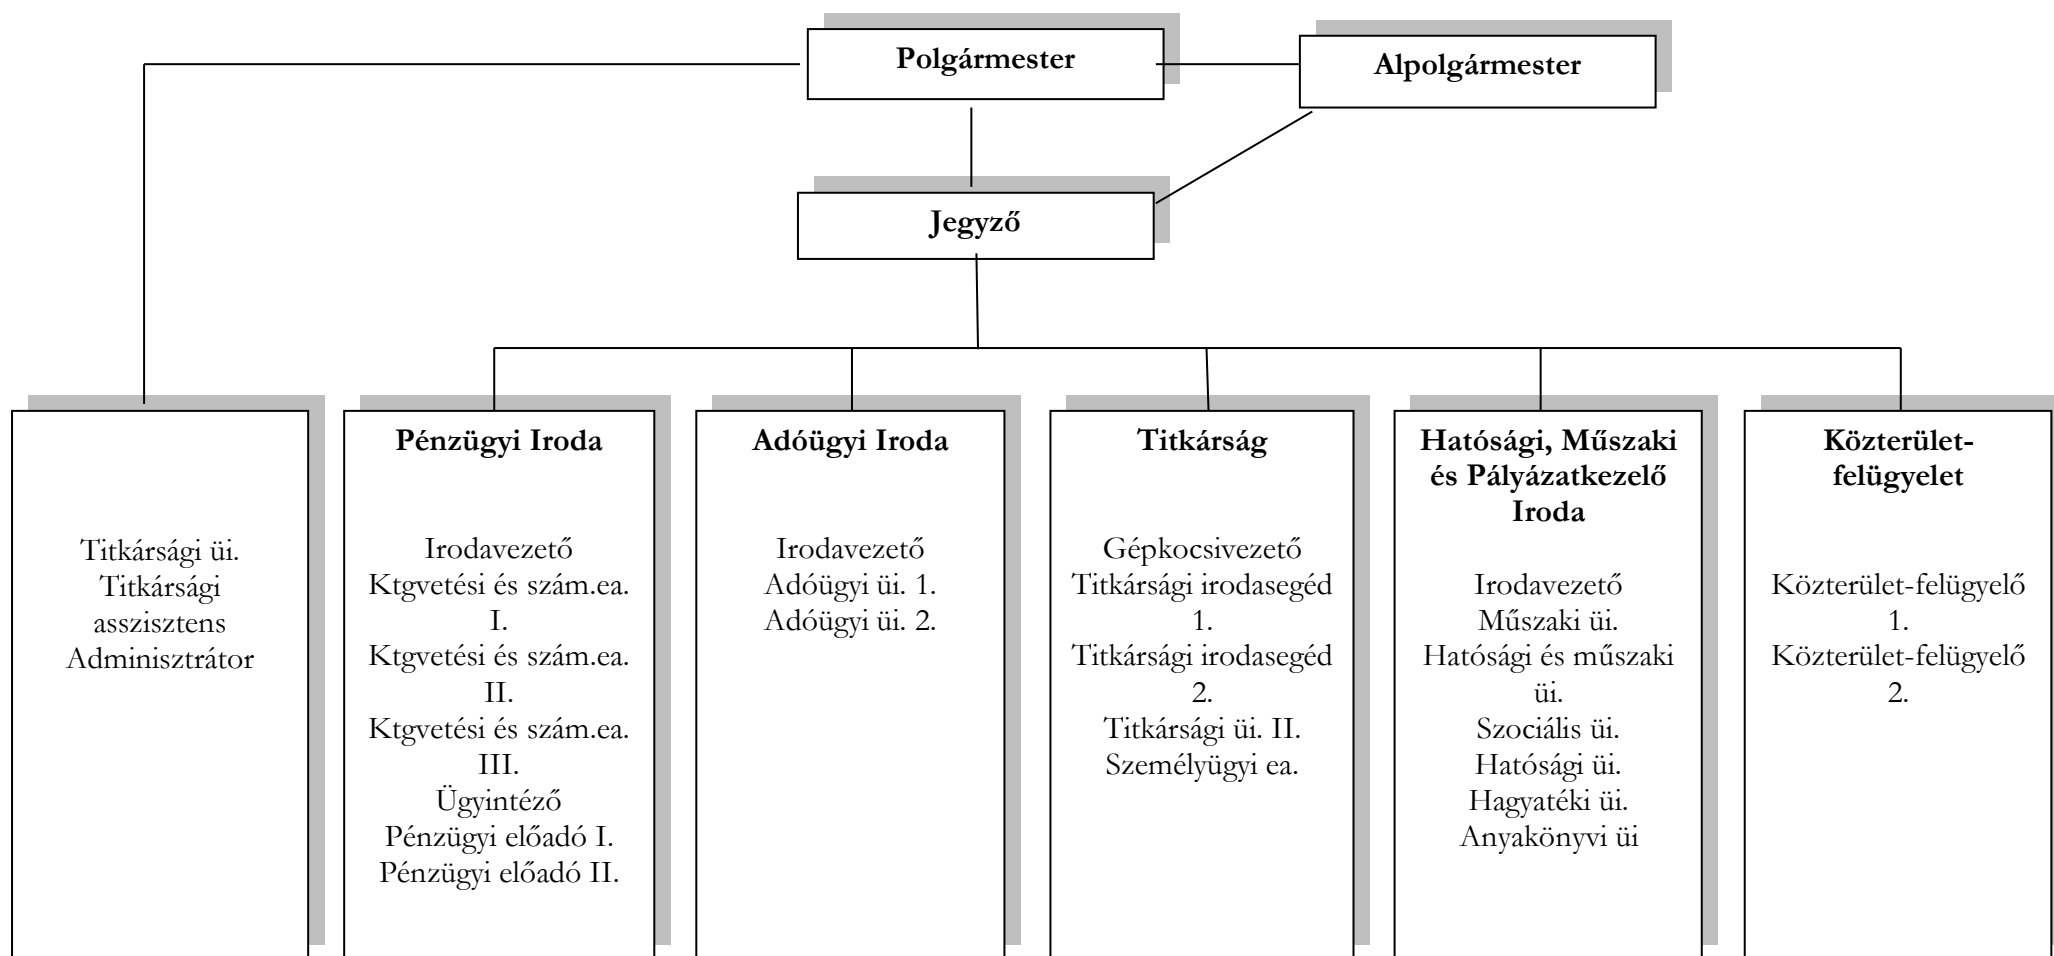 Polgármester
Alpolgármester
Jegyző
Titkársági üi.
Titkársági
asszisztens
Adminisztrátor
Pénzügyi Iroda
Irodavezető
Ktgvetési és szám.ea.
I.
Ktgvetési és szám.ea.
II.
Ktgvetési és szám.ea.
III.
Ügyintéző
Pénzügyi előadó I.
Pénzügyi előadó II.
Adóügyi Iroda
Irodavezető
Adóügyi üi. 1.
Adóügyi üi. 2.
Titkárság
Gépkocsivezető
Titkársági irodasegéd
1.
Titkársági irodasegéd
2.
Titkársági üi. II.
Személyügyi ea.
Hatósági, Műszaki
és Pályázatkezelő
Iroda
Irodavezető
Műszaki üi.
Hatósági és műszaki
üi.
Szociális üi.
Hatósági üi.
Hagyatéki üi.
Anyakönyvi üi
Közterület-
felügyelet
Közterület-felügyelő
1.
Közterület-felügyelő
2.